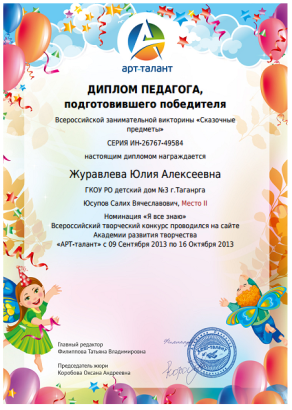 арт-талант
ДИПЛОМ ПЕДАГОГА,
подготовившего победителя
Всероссийской занимательной викторины «Сказочные
предметы»
СЕРИЯ ИН-26767-49584
настоящим дипломом награждается
Журавлева Юлия Алексеевна
ГКОУ РО детский дом №3 г.Таганрга
Юсупов Салих Вячеславович, Место II
Номинация «Я все знаю»
Всероссийский творческий конкурс проводился на сайте
Академии развития творчества
«АРТ-талант» с 09 Сентября 2013 по 16 Октября 2013
Главный редактор
Филиппова Татьяна Владимировна
Председатель жюри
Коробова Оксана Андреевна
АРТ-ТАЛАНТ